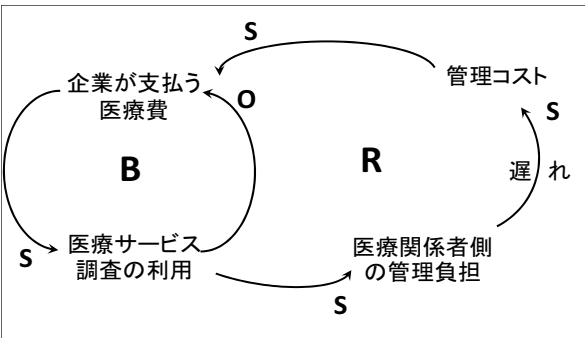 S
企業が支払う
医療費
管理コスト
O
S
B
R
遅れ
医療サービス
調査の利用
S
医療関係者側
の管理負担
S